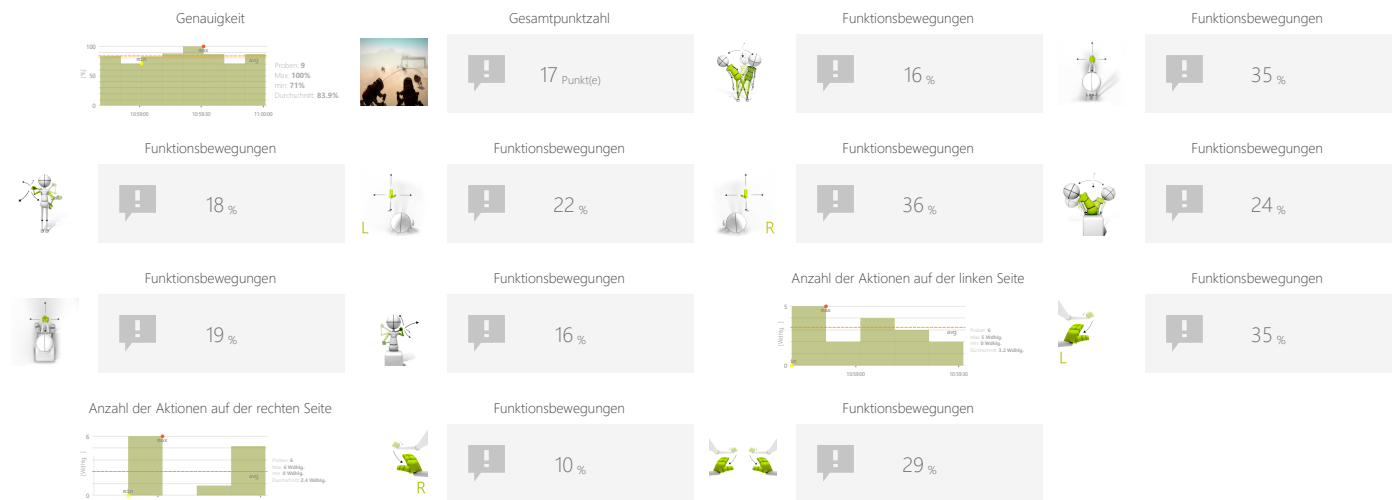 Genauigkeit
100
50
0
[%]
min
max
avg
Proben: 9
Max: 100%
min: 71%
Durchschnitt: 83.9%
10:59:00
10:59:30
11:00:00
Gesamtpunktzahl
17 Punkt(e)
Funktionsbewegungen
16 %
Funktionsbewegungen
35 %
Funktionsbewegungen
18 %
Funktionsbewegungen
L
22 %
Funktionsbewegungen
R
36 %
Funktionsbewegungen
24 %
Funktionsbewegungen
19 %
Funktionsbewegungen
16 %
Anzahl der Aktionen auf der linken Seite
5
0
max
avg
Proben: 6
Max: 5 Wdhlg.
min: 0 Wdhlg.
Durchschnitt: 3.2 Wdhlg.
10:59:00
10:59:30
Funktionsbewegungen
L
35 %
Anzahl der Aktionen auf der rechten Seite
6
0
min
max
avg
Proben: 6
Max: 6 Wdhlg.
min: 0 Wdhlg.
Durchschnitt: 2.4 Wdhlg.
Funktionsbewegungen
R
10 %
Funktionsbewegungen
29 %